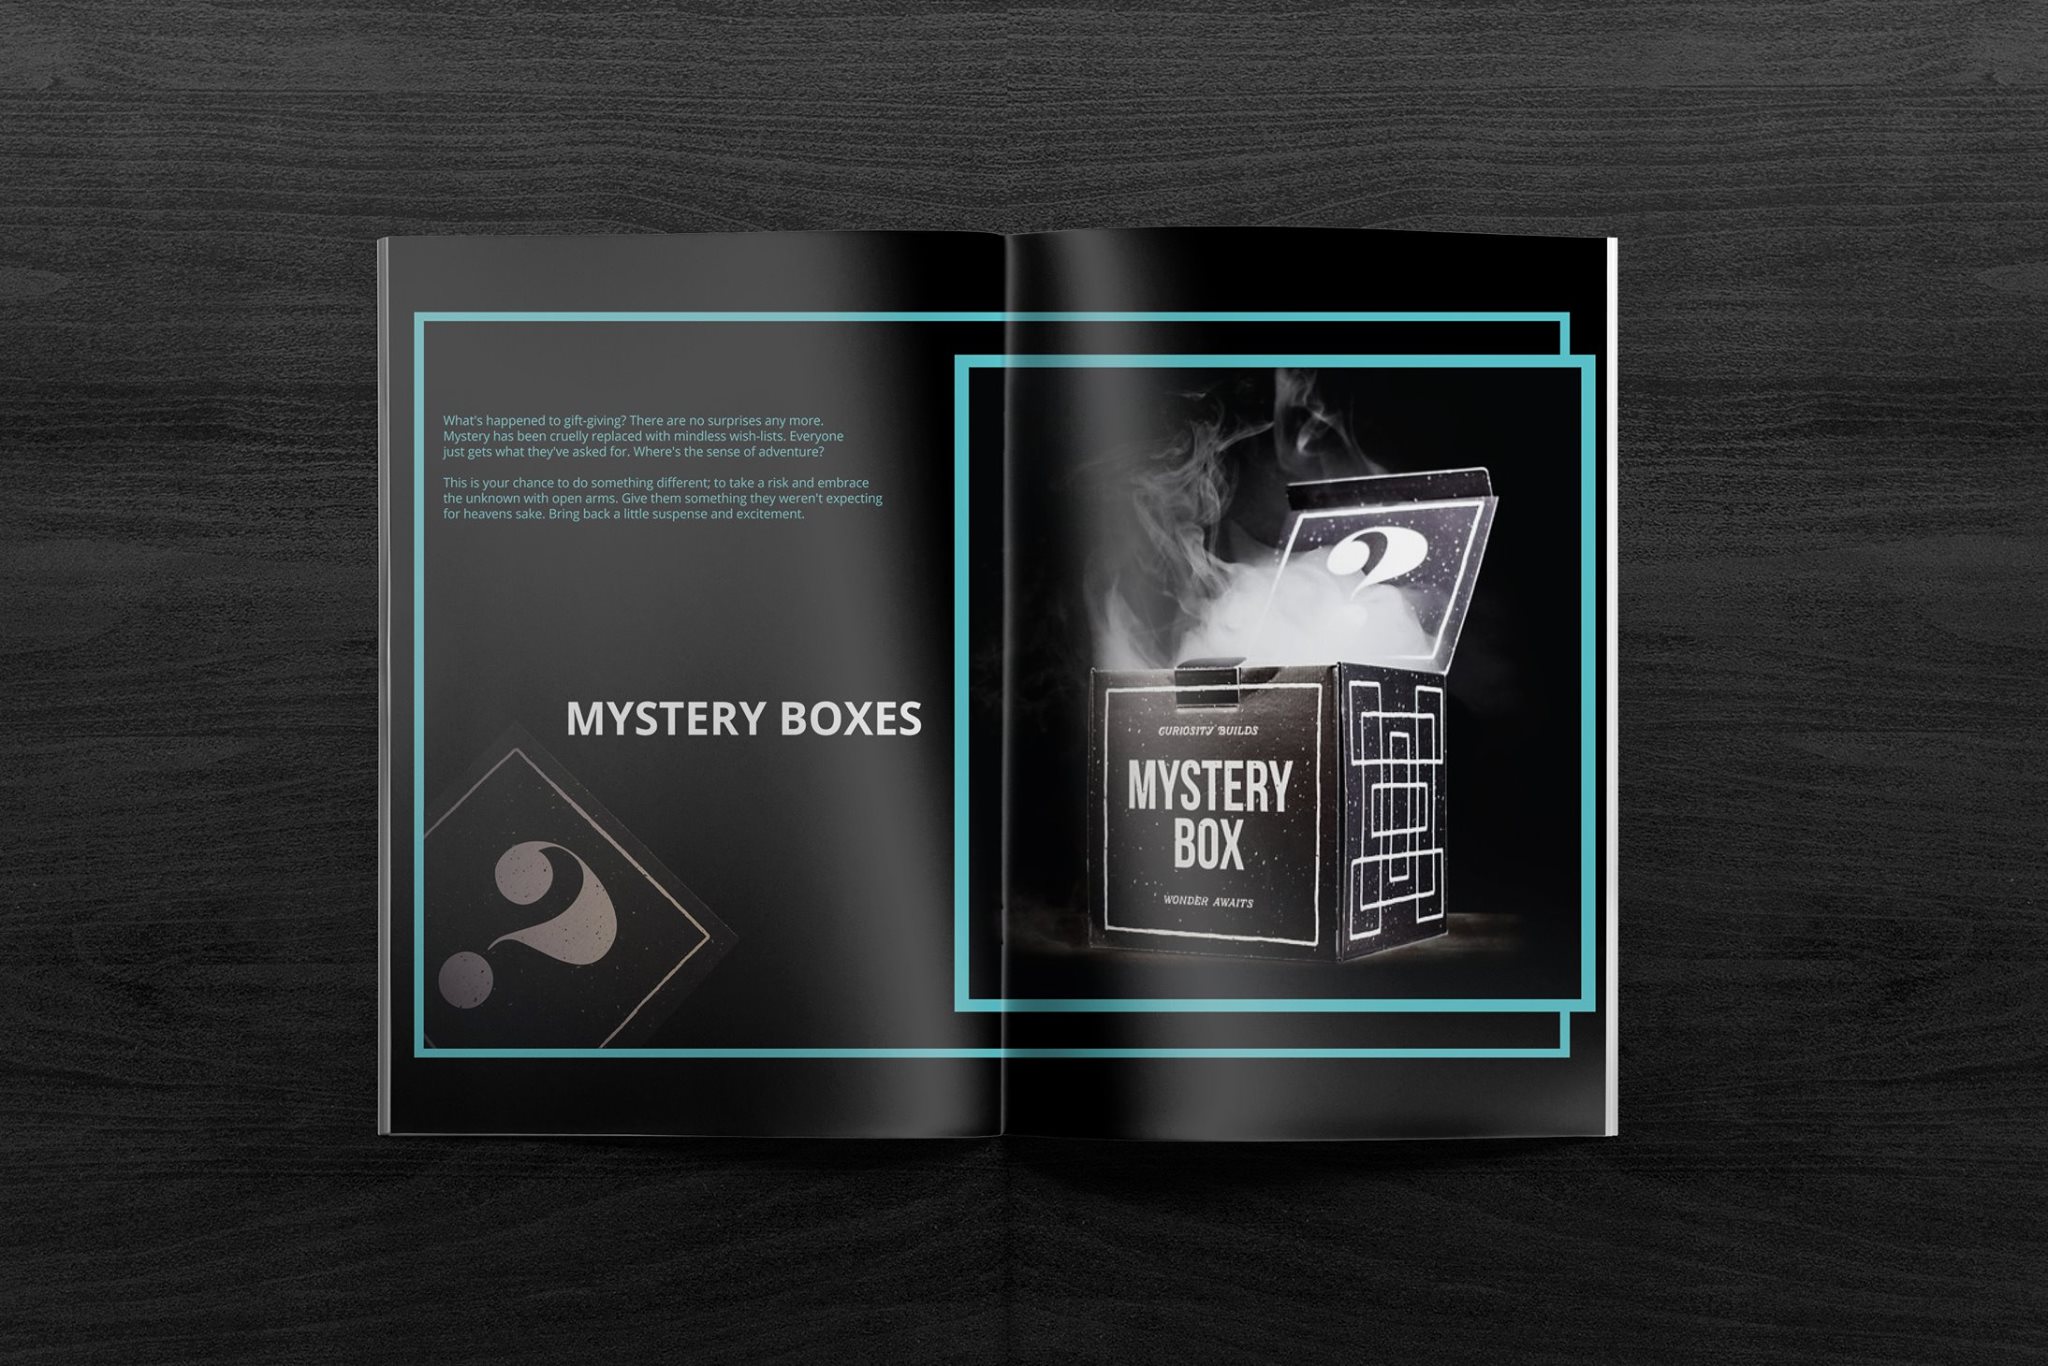 What's happened to gift-giving? There are no surprises any more.
Mystery has been cruelly replaced with mindless wish-lists. Everyone
just gets what they've asked for. Where's the sense of adventure?
This is your chance to do something different; to take a risk and embrace
the unknown with open arms. Give them something they weren't expecting
for heavens sake. Bring back a little suspense and excitement.
MYSTERY BOXES
?
?
CURIOSITY BUILDS
MYSTERY
BOX
WONDER AWAITS